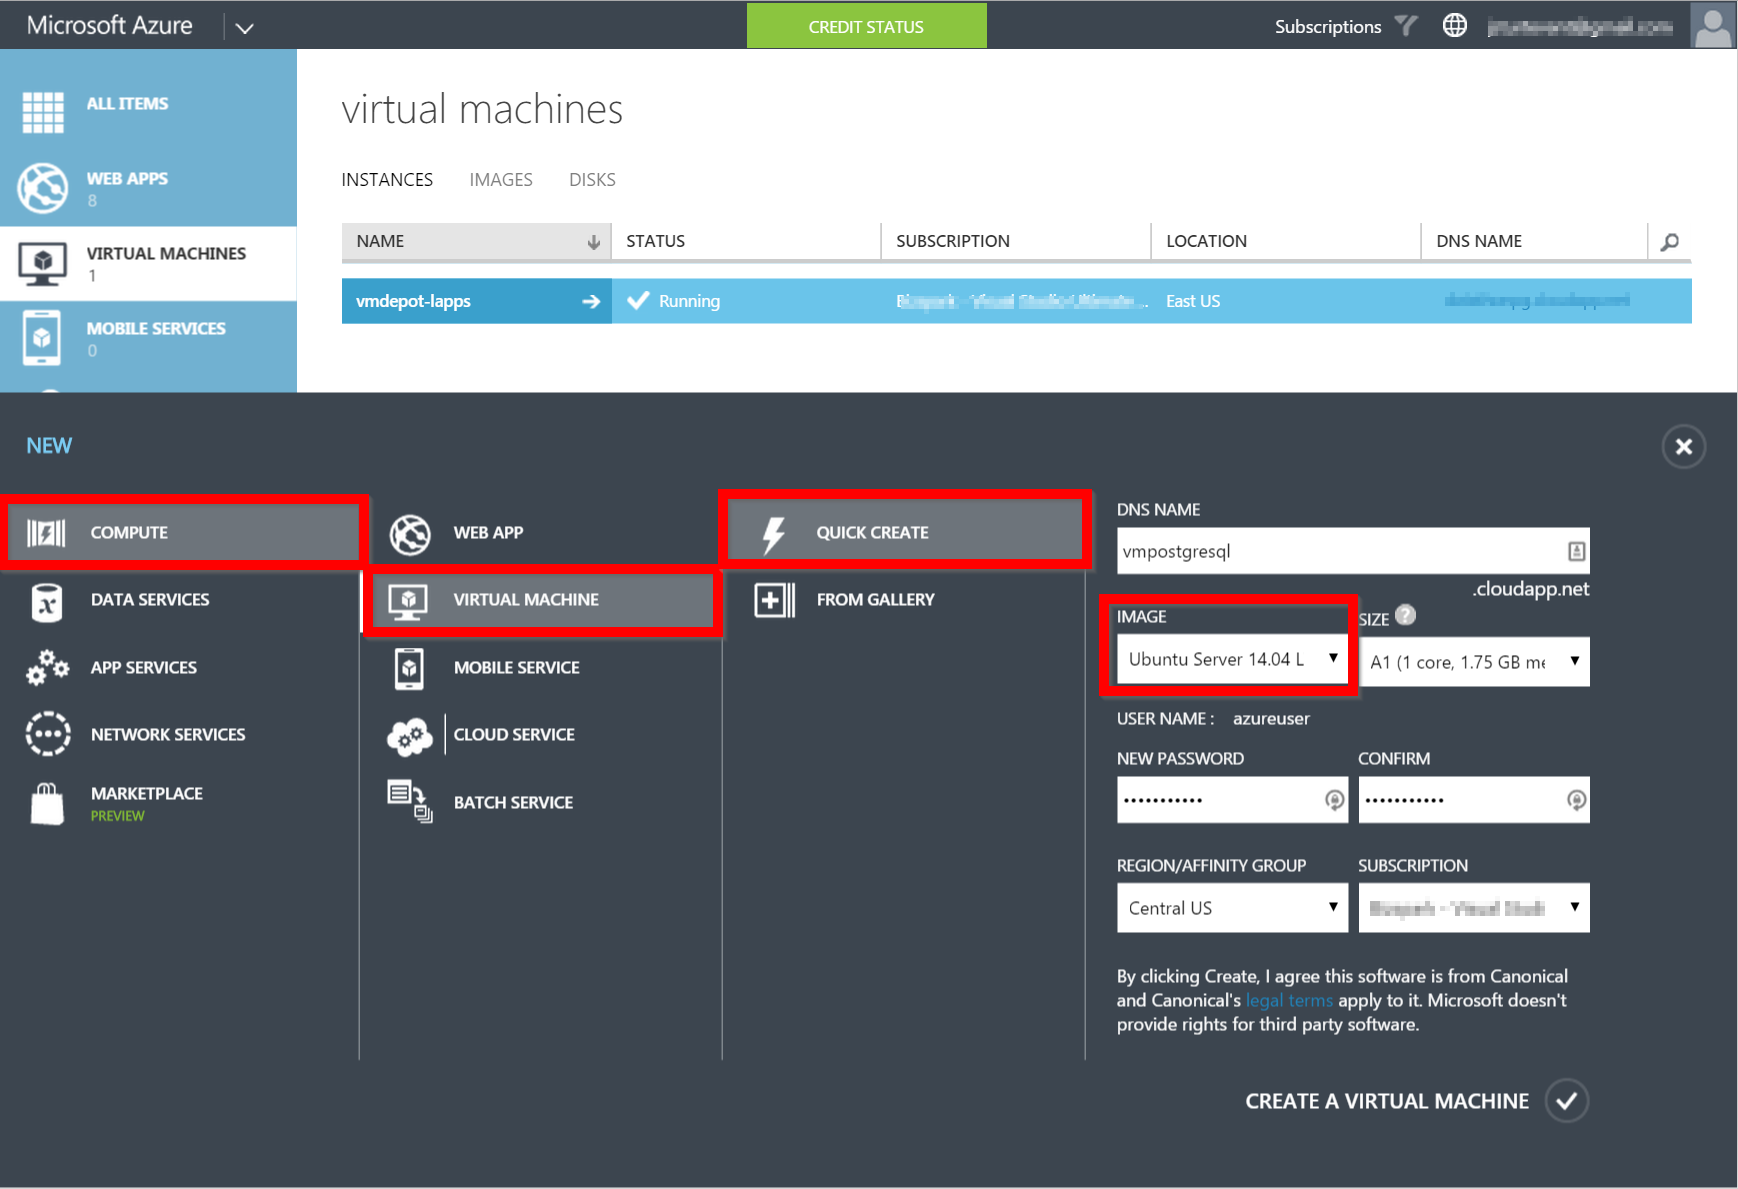 Microsoft Azure
CREDIT STATUS
Subscriptions
ALL ITEMS
WEB APPS
8
VIRTUAL MACHINES
1
MOBILE SERVICES
0
virtual machines
INSTANCES IMAGES DISKS
NAME STATUS SUBSCRIPTION LOCATION DNS NAME
vmdepot-lapps Running East US
NEW
COMPUTE
DATA SERVICES
APP SERVICES
NETWORK SERVICES
MARKETPLACE
PREVIEW
WEB APP
VIRTUAL MACHINE
MOBILE SERVICE
CLOUD SERVICE
BATCH SERVICE
QUICK CREATE
FROM GALLERY
DNS NAME
vmpostgresql
.cloudapp.net
IMAGE SIZE ?
Ubuntu Server 14.04 L A1 (1 core, 1.75 GB me
USER NAME : azureuser
NEW PASSWORD CONFIRM
••••••••••• •••••••••••
REGION/AFFINITY GROUP SUBSCRIPTION
Central US
By clicking Create, I agree this software is from Canonical
and Canonical's legal terms apply to it. Microsoft doesn't
provide rights for third party software.
CREATE A VIRTUAL MACHINE